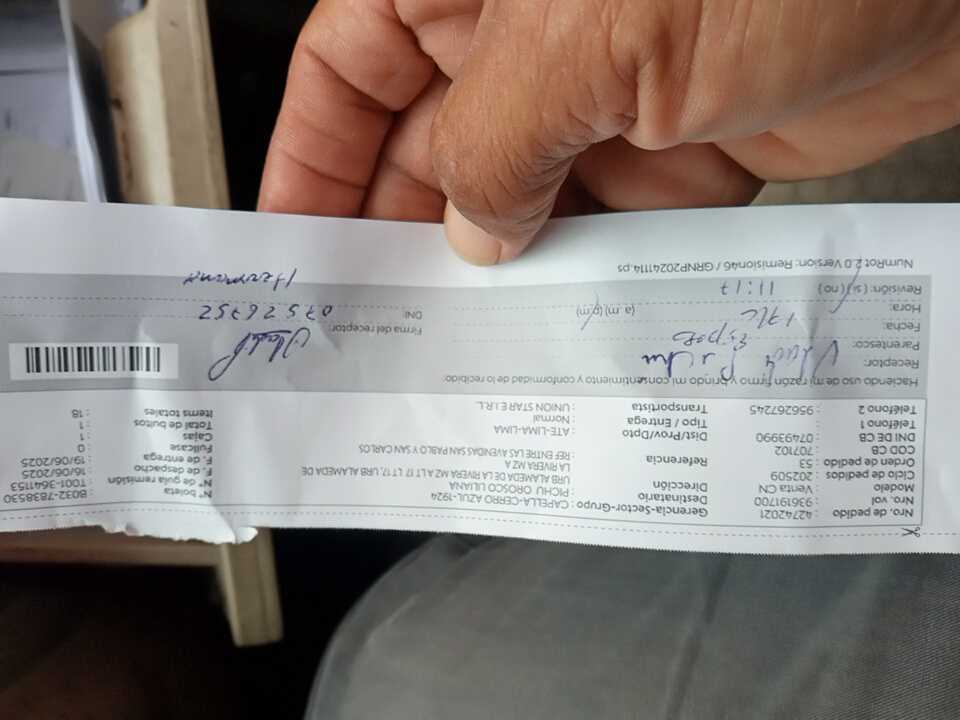 Nro. de pedido : 42742021
Nro. val : 936191700
Modelo : Venta CN
Ciclo de pedidos : 202509
Orden de pedido : 53
COD CB : 70702
DNI DE CB : 07493990
Teléfono 1 :
Teléfono 2 : 956267245
Gerencia-Sector-Grupo : CAPELLA-CERRO AZUL-1924
Destinatario : PICHU OROSCO LILIANA
Dirección : URB ALAMEDA DE LA RIVERA MZ A1 LT 17, LT 17, URB ALAMEDA DE
LA RIVERA AZA
Referencia : REF ENTRE LAS AVENIDAS SAN PABLO Y SAN CARLOS
Dist/Prov/Dpto : ATE-LIMA-LIMA
Tipo / Entrega : Normal
Transportista : UNION STAR E.I.R.L.
N° boleta : B032-7838530
N° de guía de remisión : T001-3641153
F. de despacho : 16/06/2025
F. de entrega : 19/06/2025
Fullcase : 0
Cajas : 1
Total de bultos : 1
Items totales : 18
Haciendo uso de mi razón firmo y brindo mi consentimiento y conformidad de lo recibido:
Receptor:
Parentesco:
Fecha:
Hora: (a.m)(p.m)
Revisión: (si)(no) 11:17
Firma del receptor:
DNI: 07526752
Hermana
NumRot 2.0 Version: Remision46 / GRNP20241114.ps